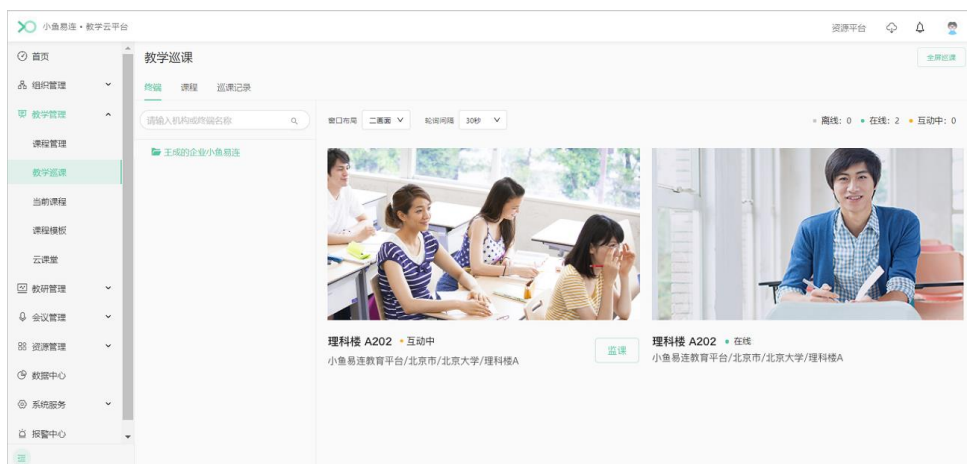 小鱼易连•教学云平台
资源平台
首页
组织管理
教学管理
课程管理
教学巡课
当前课程
课程模板
云课堂
教研管理
会议管理
资源管理
数据中心
系统服务
报警中心
教学巡课
全屏巡课
终端 课程 巡课记录
请输入机构或终端名称
王成的企业小鱼易连
窗口布局 二画面 轮询间隔 30秒
离线：0 在线：2 互动中：0
理科楼 A202 互动中
小鱼易连教育平台/北京市/北京大学/理科楼A
监课
理科楼 A202 在线
小鱼易连教育平台/北京市/北京大学/理科楼A